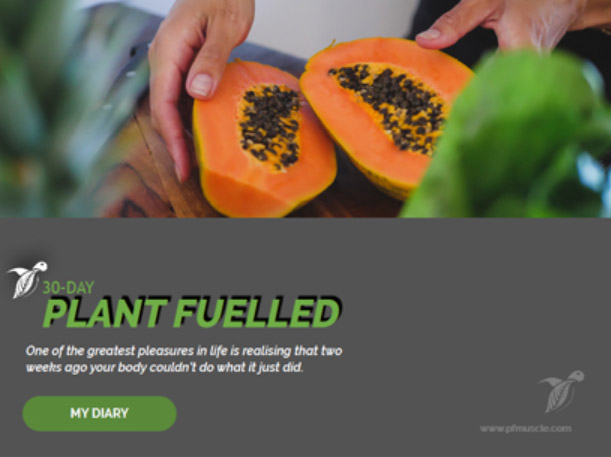 30-DAY
PLANT FUELLED
One of the greatest pleasures in life is realising that two
weeks ago your body couldn't do what it just did.
MY DIARY
www.pfmuscle.com